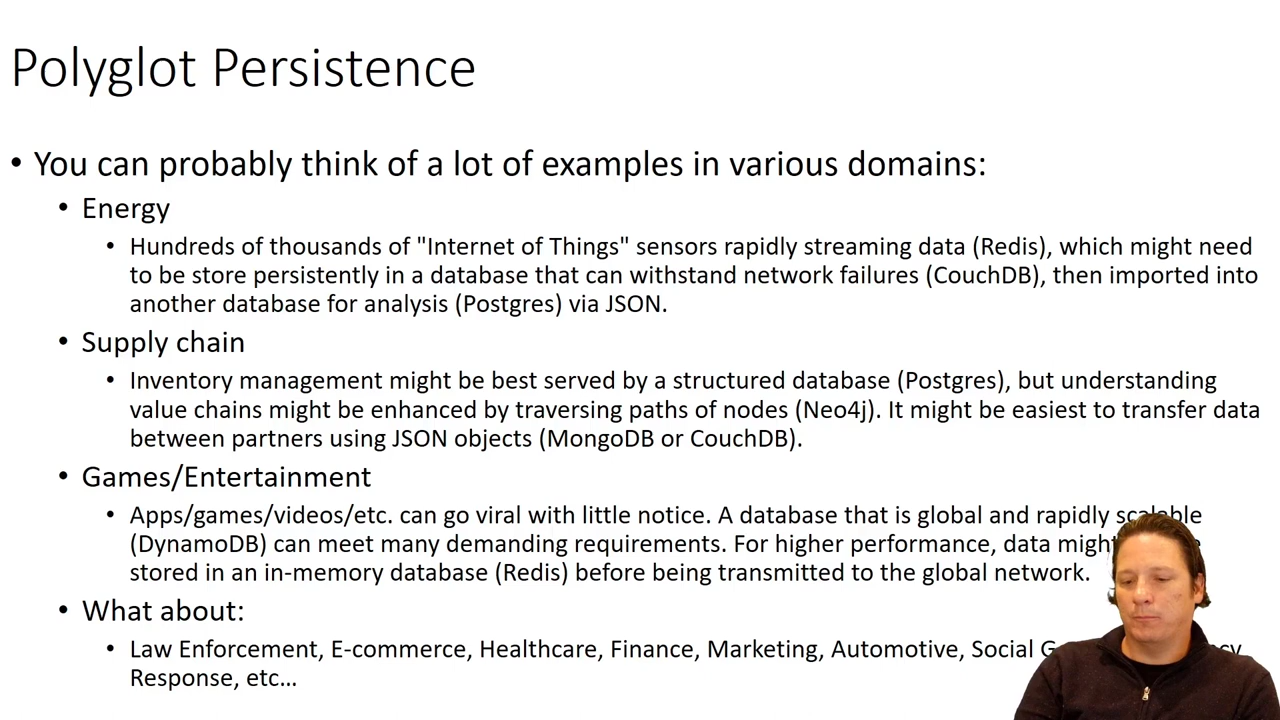 Polyglot Persistence
• You can probably think of a lot of examples in various domains:
• Energy
• Hundreds of thousands of "Internet of Things" sensors rapidly streaming data (Redis), which might need
to be store persistently in a database that can withstand network failures (CouchDB), then imported into
another database for analysis (Postgres) via JSON.
• Supply chain
• Inventory management might be best served by a structured database (Postgres), but understanding
value chains might be enhanced by traversing paths of nodes (Neo4j). It might be easiest to transfer data
between partners using JSON objects (MongoDB or CouchDB).
• Games/Entertainment
• Apps/games/videos/etc. can go viral with little notice. A database that is global and rapidly scalable
(DynamoDB) can meet many demanding requirements. For higher performance, data might
stored in an in-memory database (Redis) before being transmitted to the global network.
• What about:
• Law Enforcement, E-commerce, Healthcare, Finance, Marketing, Automotive, Social
Response, etc…